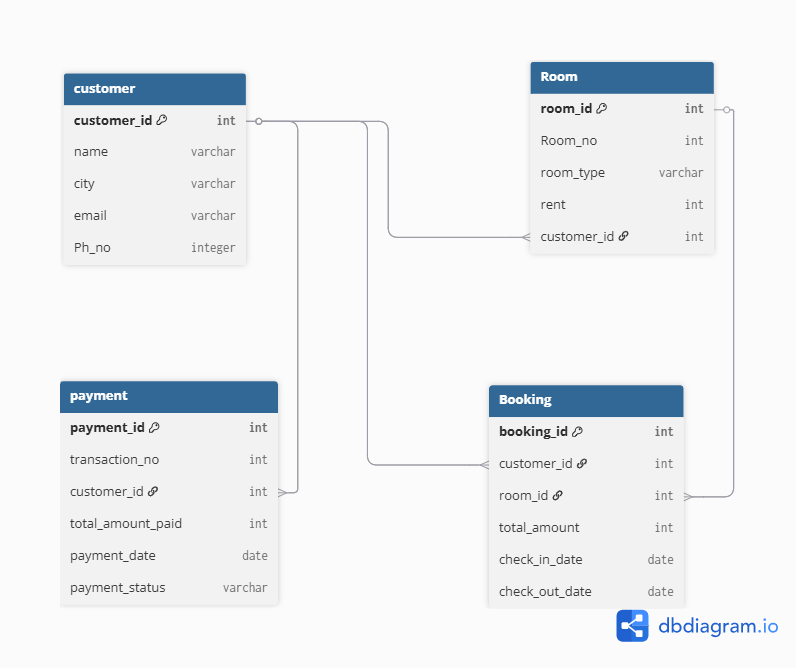 customer
customer_id int
name varchar
city varchar
email varchar
Ph_no integer
Room
room_id int
Room_no int
room_type varchar
rent int
customer_id int
payment
payment_id int
transaction_no int
customer_id int
total_amount_paid int
payment_date date
payment_status varchar
Booking
booking_id int
customer_id int
room_id int
total_amount int
check_in_date date
check_out_date date
dbdiagram.io